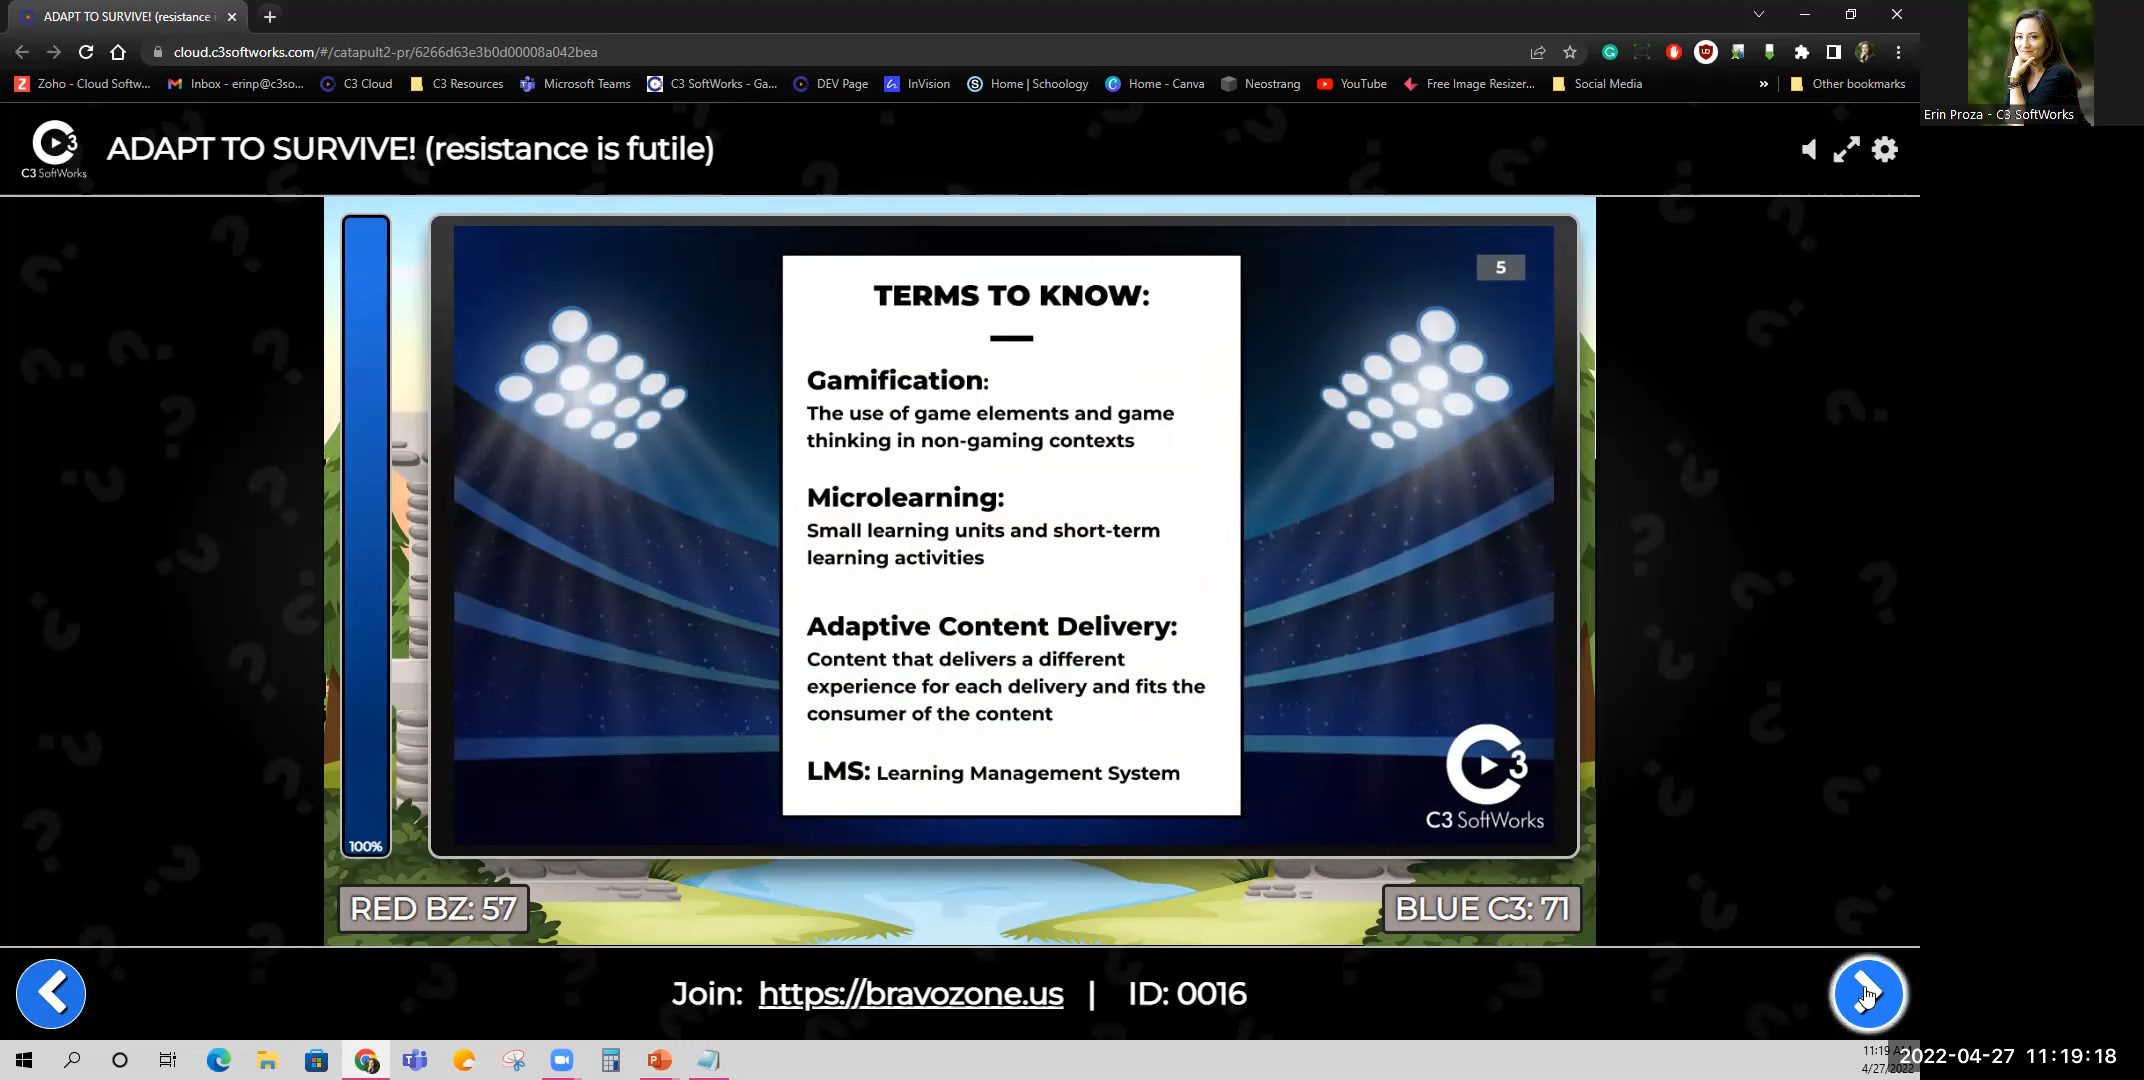 ADAPT TO SURVIVE! (resistance i
cloud.c3softworks.com/#/catapult2-pr/6266d63e3b0d00008a042bea
Zoho - Cloud Softw...
Inbox - erinp@c3so...
C3 Cloud
C3 Resources
Microsoft Teams
C3 SoftWorks - Ga...
DEV Page
InVision
Home | Schoology
Home - Canva
Neostrang
YouTube
Free Image Resizer...
Social Media
»
Other bookmarks
Erin Proza - C3 SoftWorks
C3 SoftWorks
ADAPT TO SURVIVE! (resistance is futile)
5
TERMS TO KNOW:
Gamification:
The use of game elements and game
thinking in non-gaming contexts
Microlearning:
Small learning units and short-term
learning activities
Adaptive Content Delivery:
Content that delivers a different
experience for each delivery and fits the
consumer of the content
LMS: Learning Management System
C3 SoftWorks
100%
RED BZ: 57
BLUE C3: 71
Join: https://bravozone.us | ID: 0016
11:19 AM
4/27/2022
2022-04-27 11:19:18